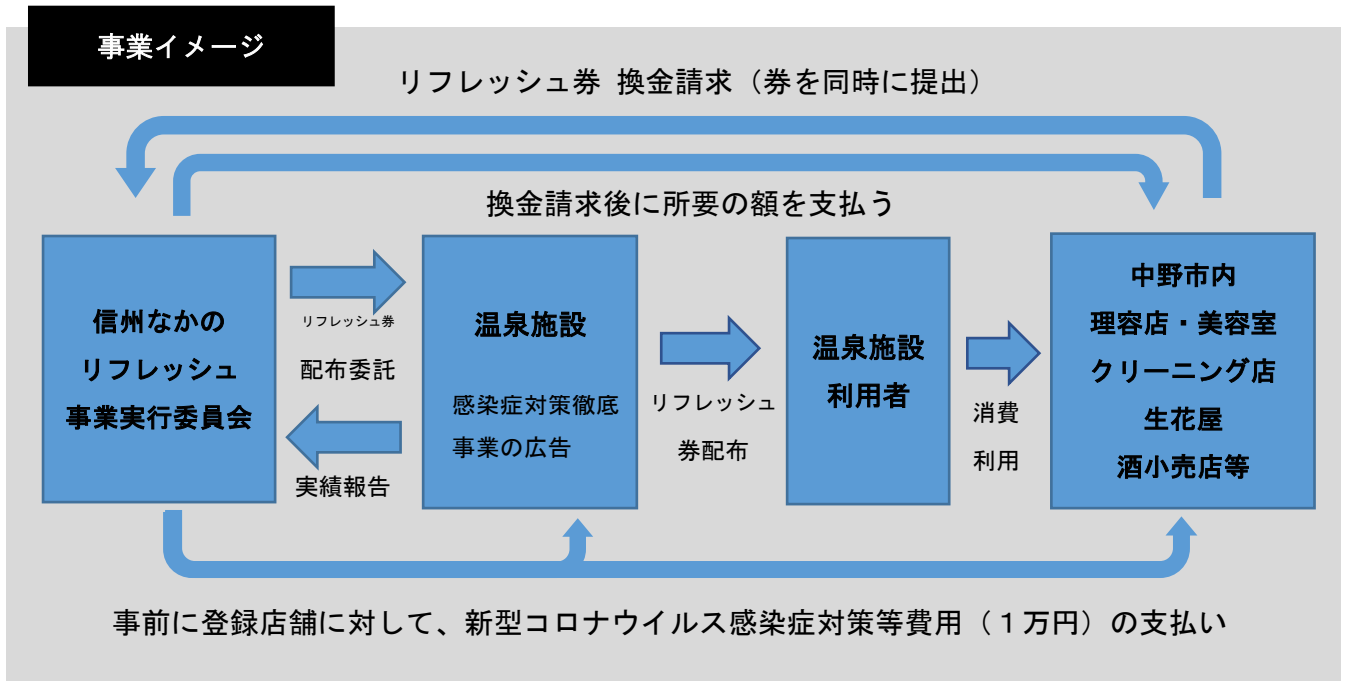 事業イメージ
リフレッシュ券 換金請求（券を同時に提出）
換金請求後に所要の額を支払う
信州なかの
リフレッシュ
事業実行委員会
リフレッシュ券
配布委託
実績報告
温泉施設
感染症対策徹底
事業の広告
リフレッシュ
券配布
温泉施設
利用者
消費
利用
中野市内
理容店・美容室
クリーニング店
生花屋
酒小売店等
事前に登録店舗に対して、新型コロナウイルス感染症対策等費用（１万円）の支払い